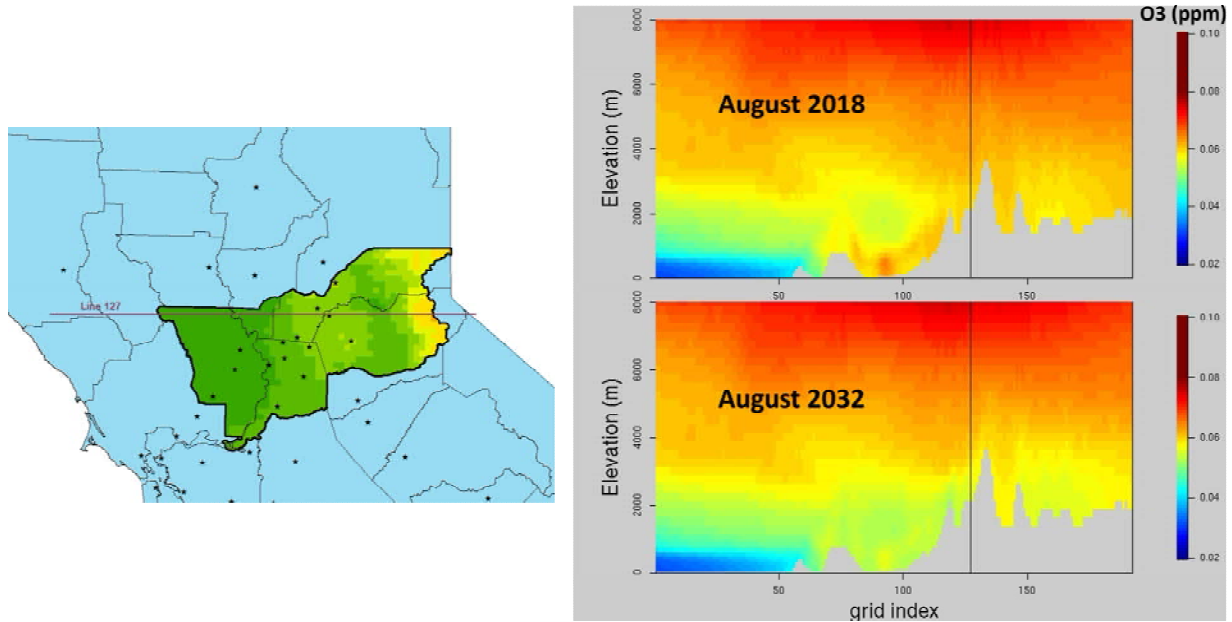 Line 127
O3 (ppm)
August 2018
Elevation (m)
0 2000 4000 6000 8000
50 100 150
0.10
0.08
0.06
0.04
0.02
August 2032
Elevation (m)
0 2000 4000 6000 8000
50 100 150
grid index
0.10
0.08
0.06
0.04
0.02